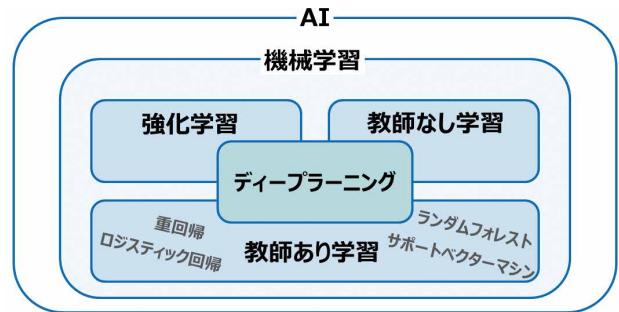 AI
機械学習
強化学習
教師なし学習
ディープラーニング
重回帰
ロジスティック回帰
教師あり学習
ランダムフォレスト
サポートベクターマシン